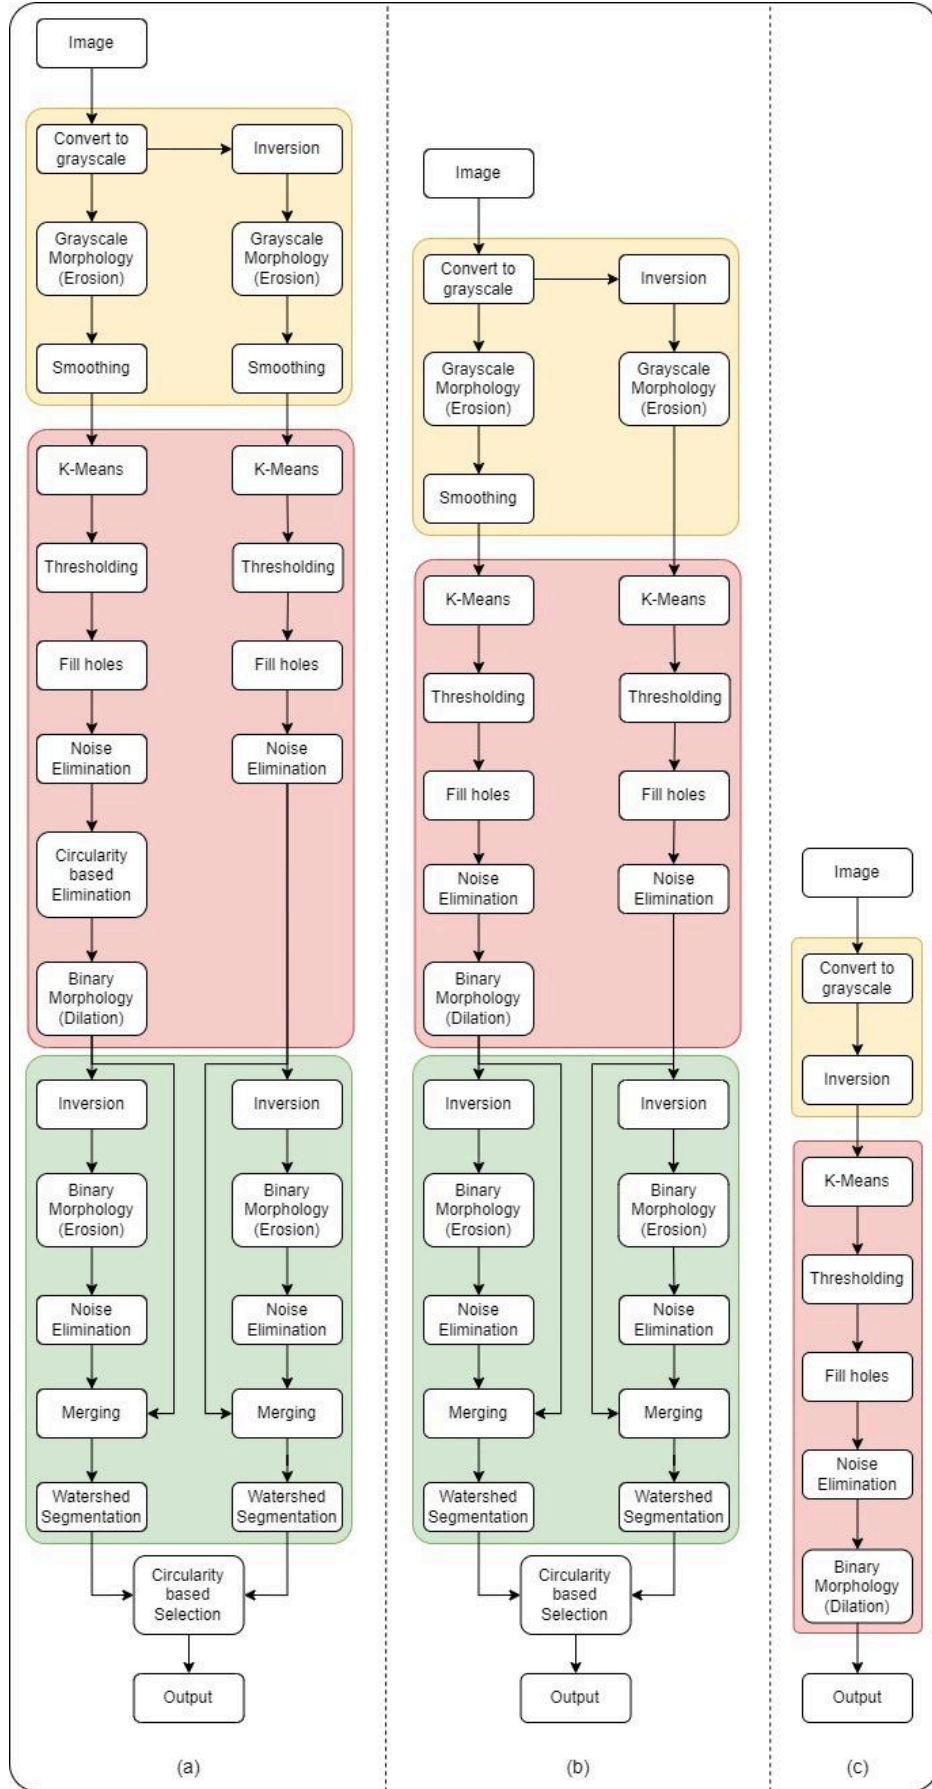 Image
Convert to
grayscale
Inversion
Grayscale
Morphology
(Erosion)
Grayscale
Morphology
(Erosion)
Smoothing
Smoothing
K-Means
K-Means
Thresholding
Thresholding
Fill holes
Fill holes
Noise
Elimination
Noise
Elimination
Circularity
based
Elimination
Binary
Morphology
(Dilation)
Inversion
Inversion
Binary
Morphology
(Erosion)
Binary
Morphology
(Erosion)
Noise
Elimination
Noise
Elimination
Merging
Merging
Watershed
Segmentation
Watershed
Segmentation
Circularity
based
Selection
Output
(a)
Image
Convert to
grayscale
Inversion
Grayscale
Morphology
(Erosion)
Grayscale
Morphology
(Erosion)
Smoothing
K-Means
K-Means
Thresholding
Thresholding
Fill holes
Fill holes
Noise
Elimination
Noise
Elimination
Binary
Morphology
(Dilation)
Inversion
Inversion
Binary
Morphology
(Erosion)
Binary
Morphology
(Erosion)
Noise
Elimination
Noise
Elimination
Merging
Merging
Watershed
Segmentation
Watershed
Segmentation
Circularity
based
Selection
Output
(b)
Image
Convert to
grayscale
Inversion
K-Means
Thresholding
Fill holes
Noise
Elimination
Binary
Morphology
(Dilation)
Output
(c)